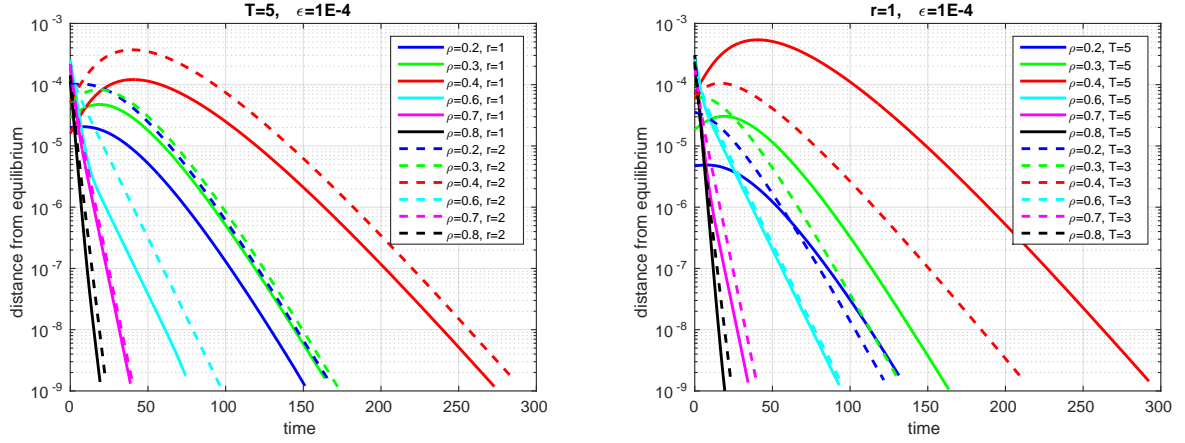 T=5, ϵ=1E-4
10⁻³
10⁻⁴
10⁻⁵
10⁻⁶
10⁻⁷
10⁻⁸
10⁻⁹
distance from equilibrium
0 50 100 150 200 250 300
time
ρ=0.2, r=1
ρ=0.3, r=1
ρ=0.4, r=1
ρ=0.6, r=1
ρ=0.7, r=1
ρ=0.8, r=1
ρ=0.2, r=2
ρ=0.3, r=2
ρ=0.4, r=2
ρ=0.6, r=2
ρ=0.7, r=2
ρ=0.8, r=2
r=1, ϵ=1E-4
10⁻³
10⁻⁴
10⁻⁵
10⁻⁶
10⁻⁷
10⁻⁸
10⁻⁹
distance from equilibrium
0 50 100 150 200 250 300
time
ρ=0.2, T=5
ρ=0.3, T=5
ρ=0.4, T=5
ρ=0.6, T=5
ρ=0.7, T=5
ρ=0.8, T=5
ρ=0.2, T=3
ρ=0.3, T=3
ρ=0.4, T=3
ρ=0.6, T=3
ρ=0.7, T=3
ρ=0.8, T=3